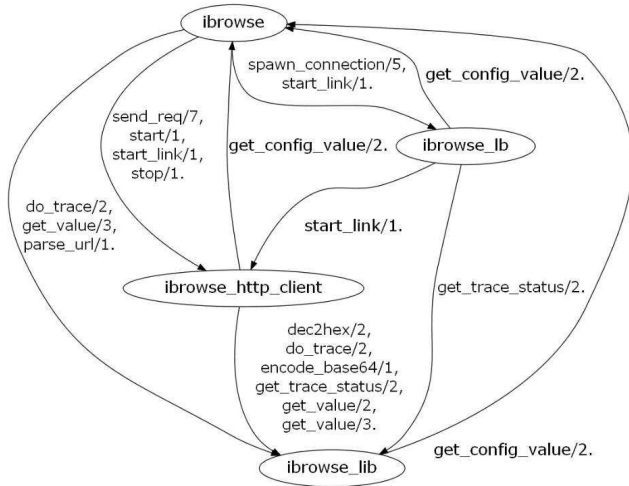 ibrowse
spawn_connection/5,
start_link/1.
get_config_value/2.
send_req/7,
start/1,
start_link/1,
stop/1.
get_config_value/2.
ibrowse_lb
do_trace/2,
get_value/3,
parse_url/1.
start_link/1.
ibrowse_http_client
get_trace_status/2.
dec2hex/2,
do_trace/2,
encode_base64/1,
get_trace_status/2,
get_value/2,
get_value/3.
get_config_value/2.
ibrowse_lib